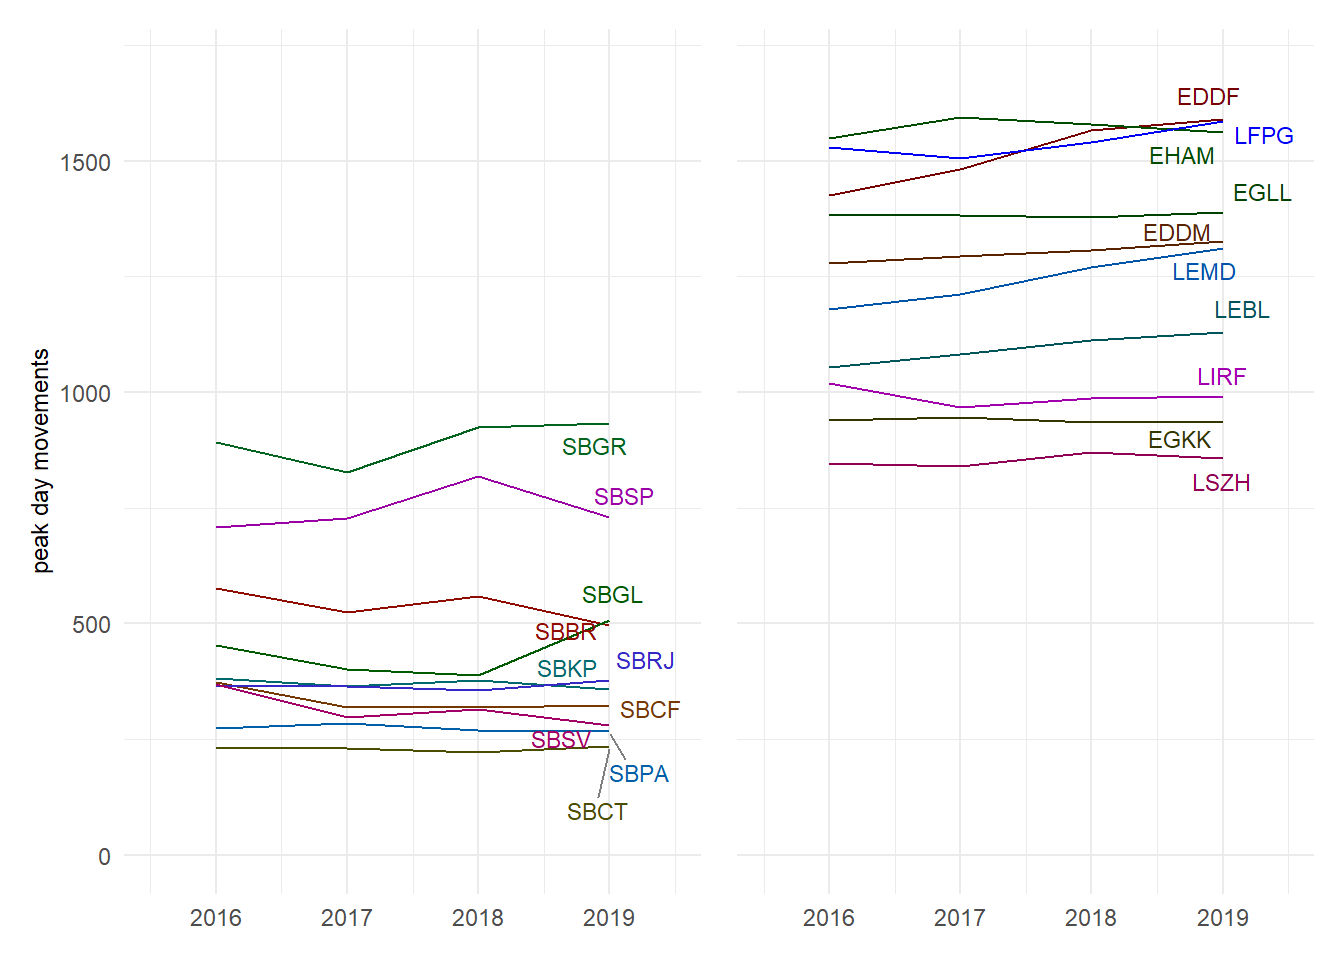 peak day movements
1500
1000
500
0
SBGR
SBSP
SBGL
SBBR
SBRJ
SBKP
SBCF
SBSV
SBPA
SBCT
2016 2017 2018 2019
EDDF
LFPG
EHAM
EGLL
EDDM
LEMD
LEBL
LIRF
EGKK
LSZH
2016 2017 2018 2019